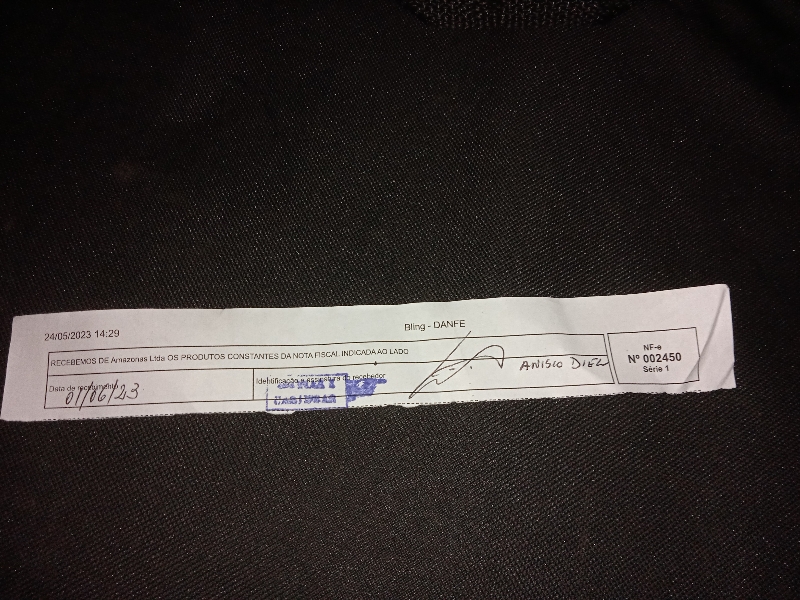 24/05/2023 14:29
Bling - DANFE
RECEBEMOS DE Amazonas Ltda OS PRODUTOS CONSTANTES DA NOTA FISCAL INDICADA AO LADO
NF-e
Nº 002450
Série 1
Data de recebimento
01/06/23
Identificação e assinatura do recebedor
ANISIO DIEZ